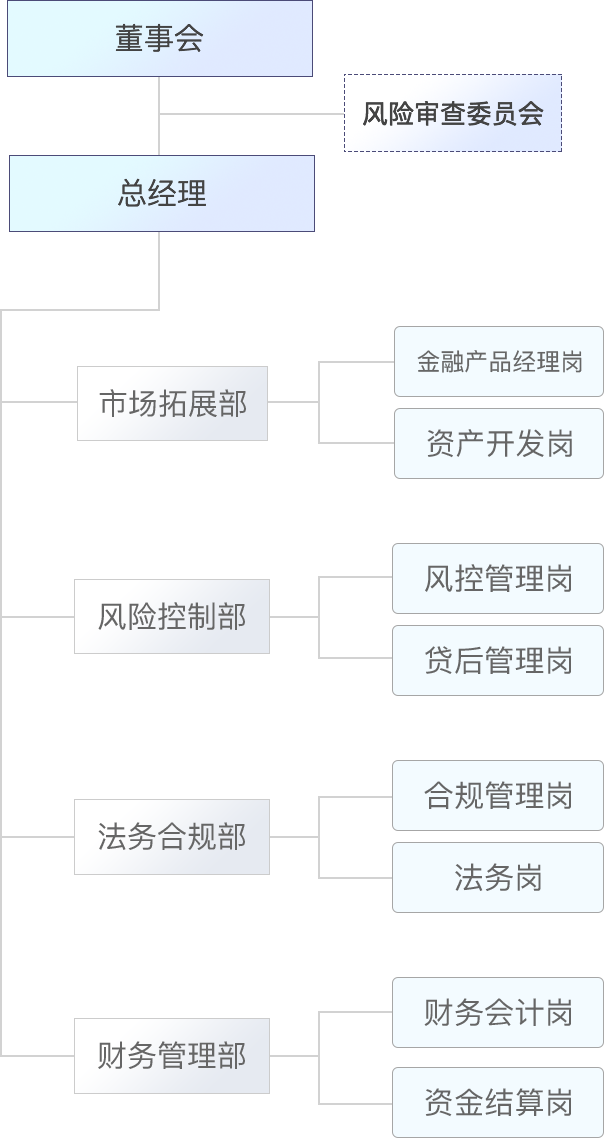 董事会
风险审查委员会
总经理
市场拓展部
金融产品经理岗
资产开发岗
风险控制部
风控管理岗
贷后管理岗
法务合规部
合规管理岗
法务岗
财务管理部
财务会计岗
资金结算岗